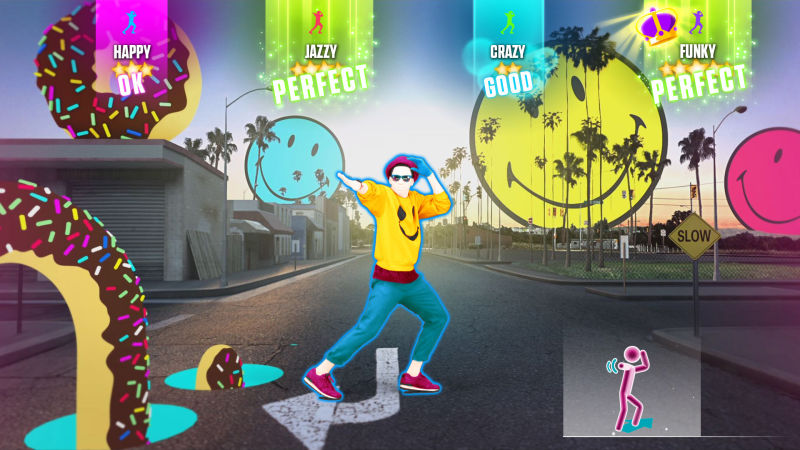 HAPPY
OK
JAZZY
PERFECT
CRAZY
GOOD
FUNKY
PERFECT
SLOW